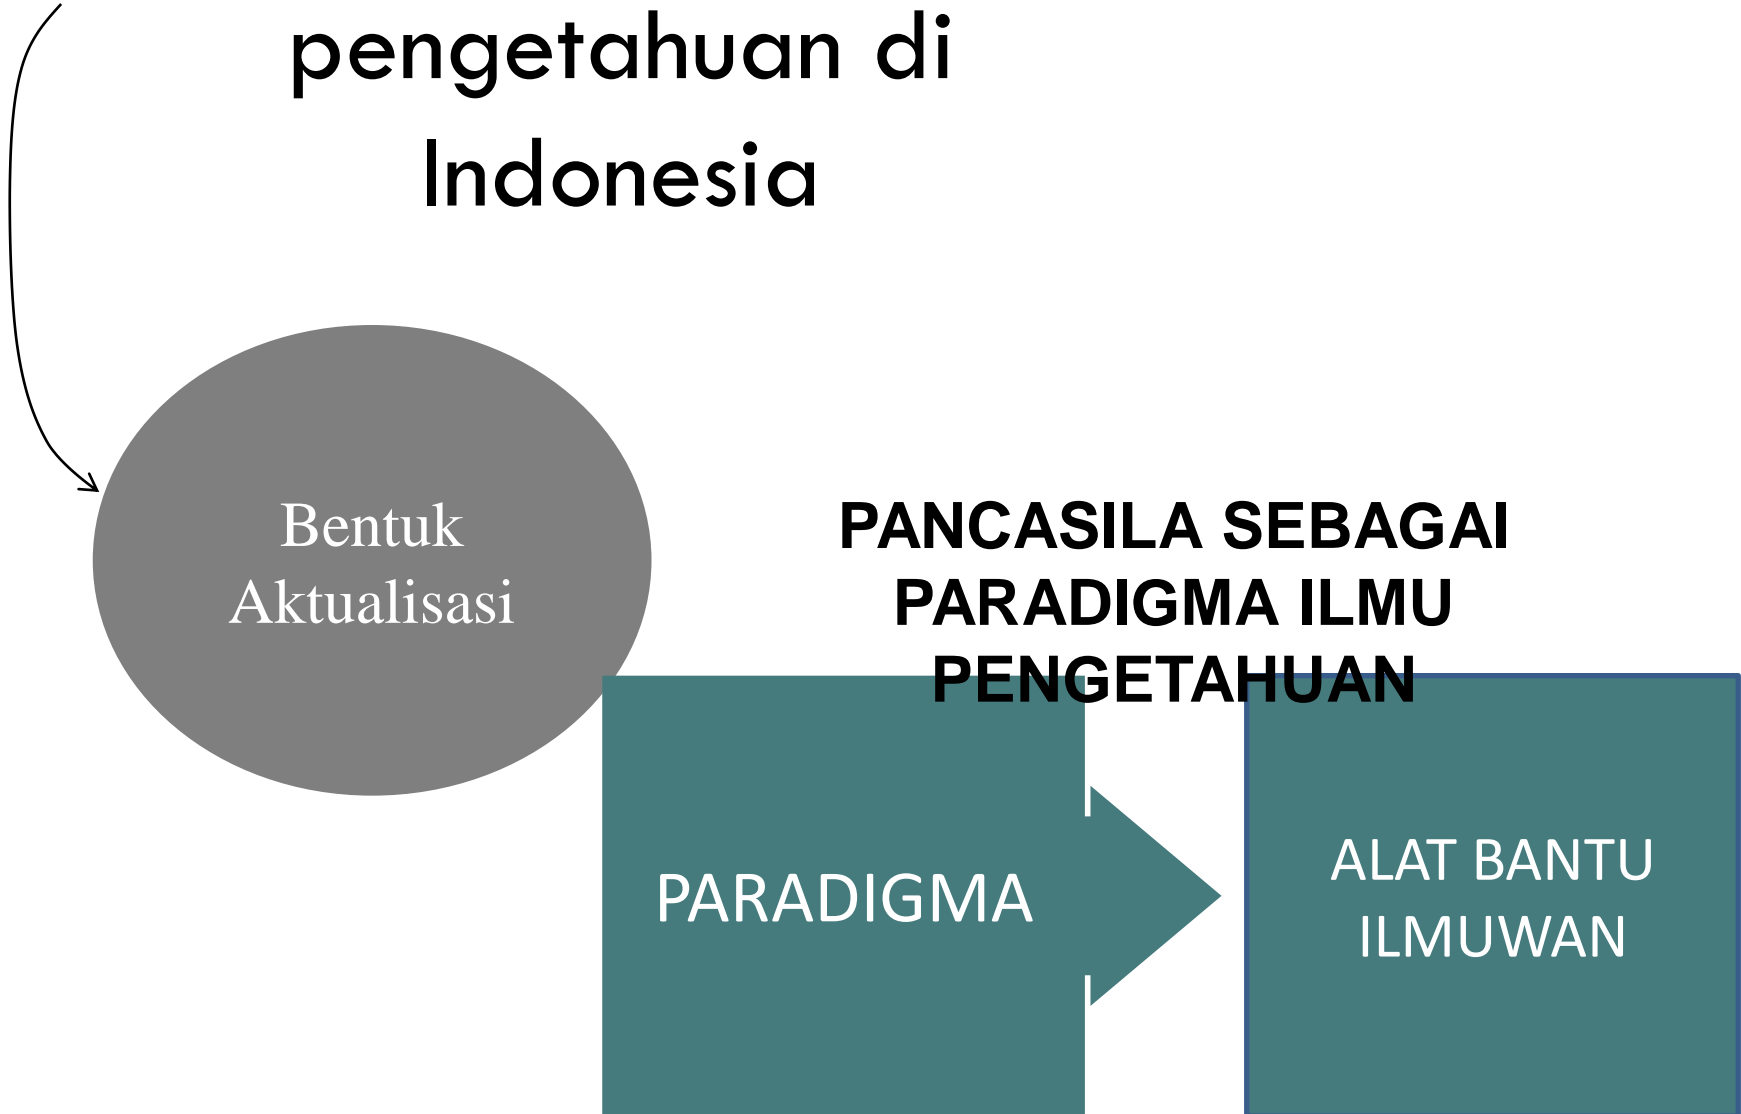 pengetahuan di
Indonesia
Bentuk
Aktualisasi
PANCASILA SEBAGAI
PARADIGMA ILMU
PENGETAHUAN
PARADIGMA
ALAT BANTU
ILMUWAN